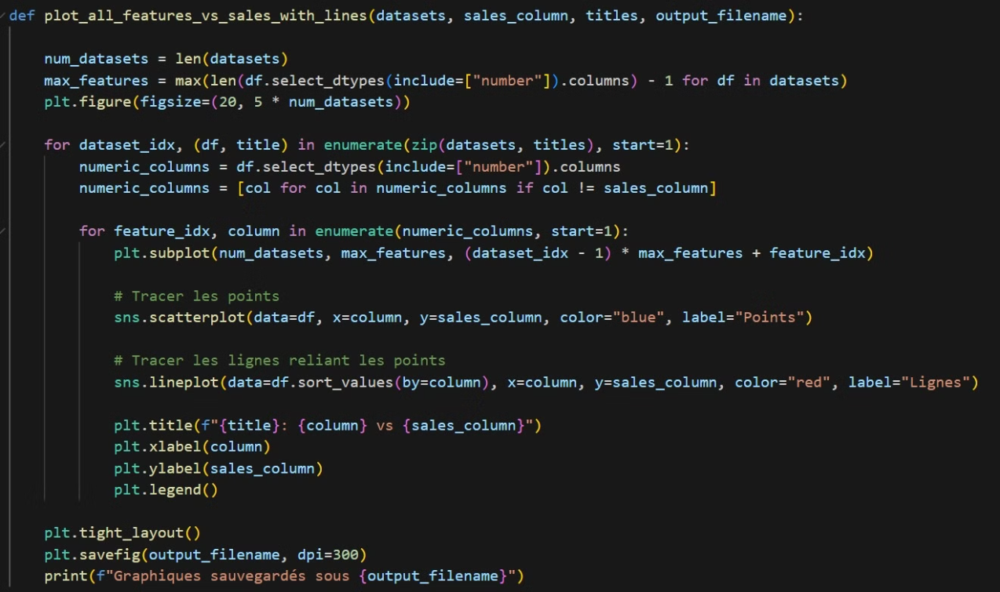 def plot_all_features_vs_sales_with_lines(datasets, sales_column, titles, output_filename):
num_datasets = len(datasets)
max_features = max(len(df.select_dtypes(include=["number"]).columns) - 1 for df in datasets)
plt.figure(figsize=(20, 5 * num_datasets))
for dataset_idx, (df, title) in enumerate(zip(datasets, titles), start=1):
numeric_columns = df.select_dtypes(include=["number"]).columns
numeric_columns = [col for col in numeric_columns if col != sales_column]
for feature_idx, column in enumerate(numeric_columns, start=1):
plt.subplot(num_datasets, max_features, (dataset_idx - 1) * max_features + feature_idx)
# Tracer les points
sns.scatterplot(data=df, x=column, y=sales_column, color="blue", label="Points")
# Tracer les lignes reliant les points
sns.lineplot(data=df.sort_values(by=column), x=column, y=sales_column, color="red", label="Lignes")
plt.title(f"{title}: {column} vs {sales_column}")
plt.xlabel(column)
plt.ylabel(sales_column)
plt.legend()
plt.tight_layout()
plt.savefig(output_filename, dpi=300)
print(f"Graphiques sauvegardés sous {output_filename}")